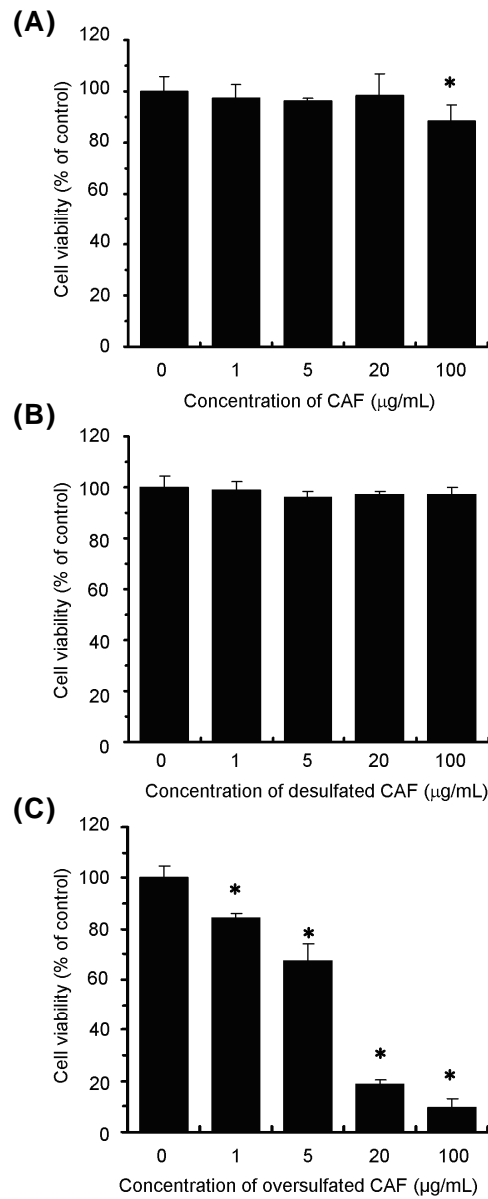 (A)
120
100
80
60
40
20
0
Cell viability (% of control)
*
0 1 5 20 100
Concentration of CAF (μg/mL)
(B)
120
100
80
60
40
20
0
Cell viability (% of control)
0 1 5 20 100
Concentration of desulfated CAF (μg/mL)
(C)
120
100
80
60
40
20
0
Cell viability (% of control)
*
*
*
*
0 1 5 20 100
Concentration of oversulfated CAF (µg/mL)